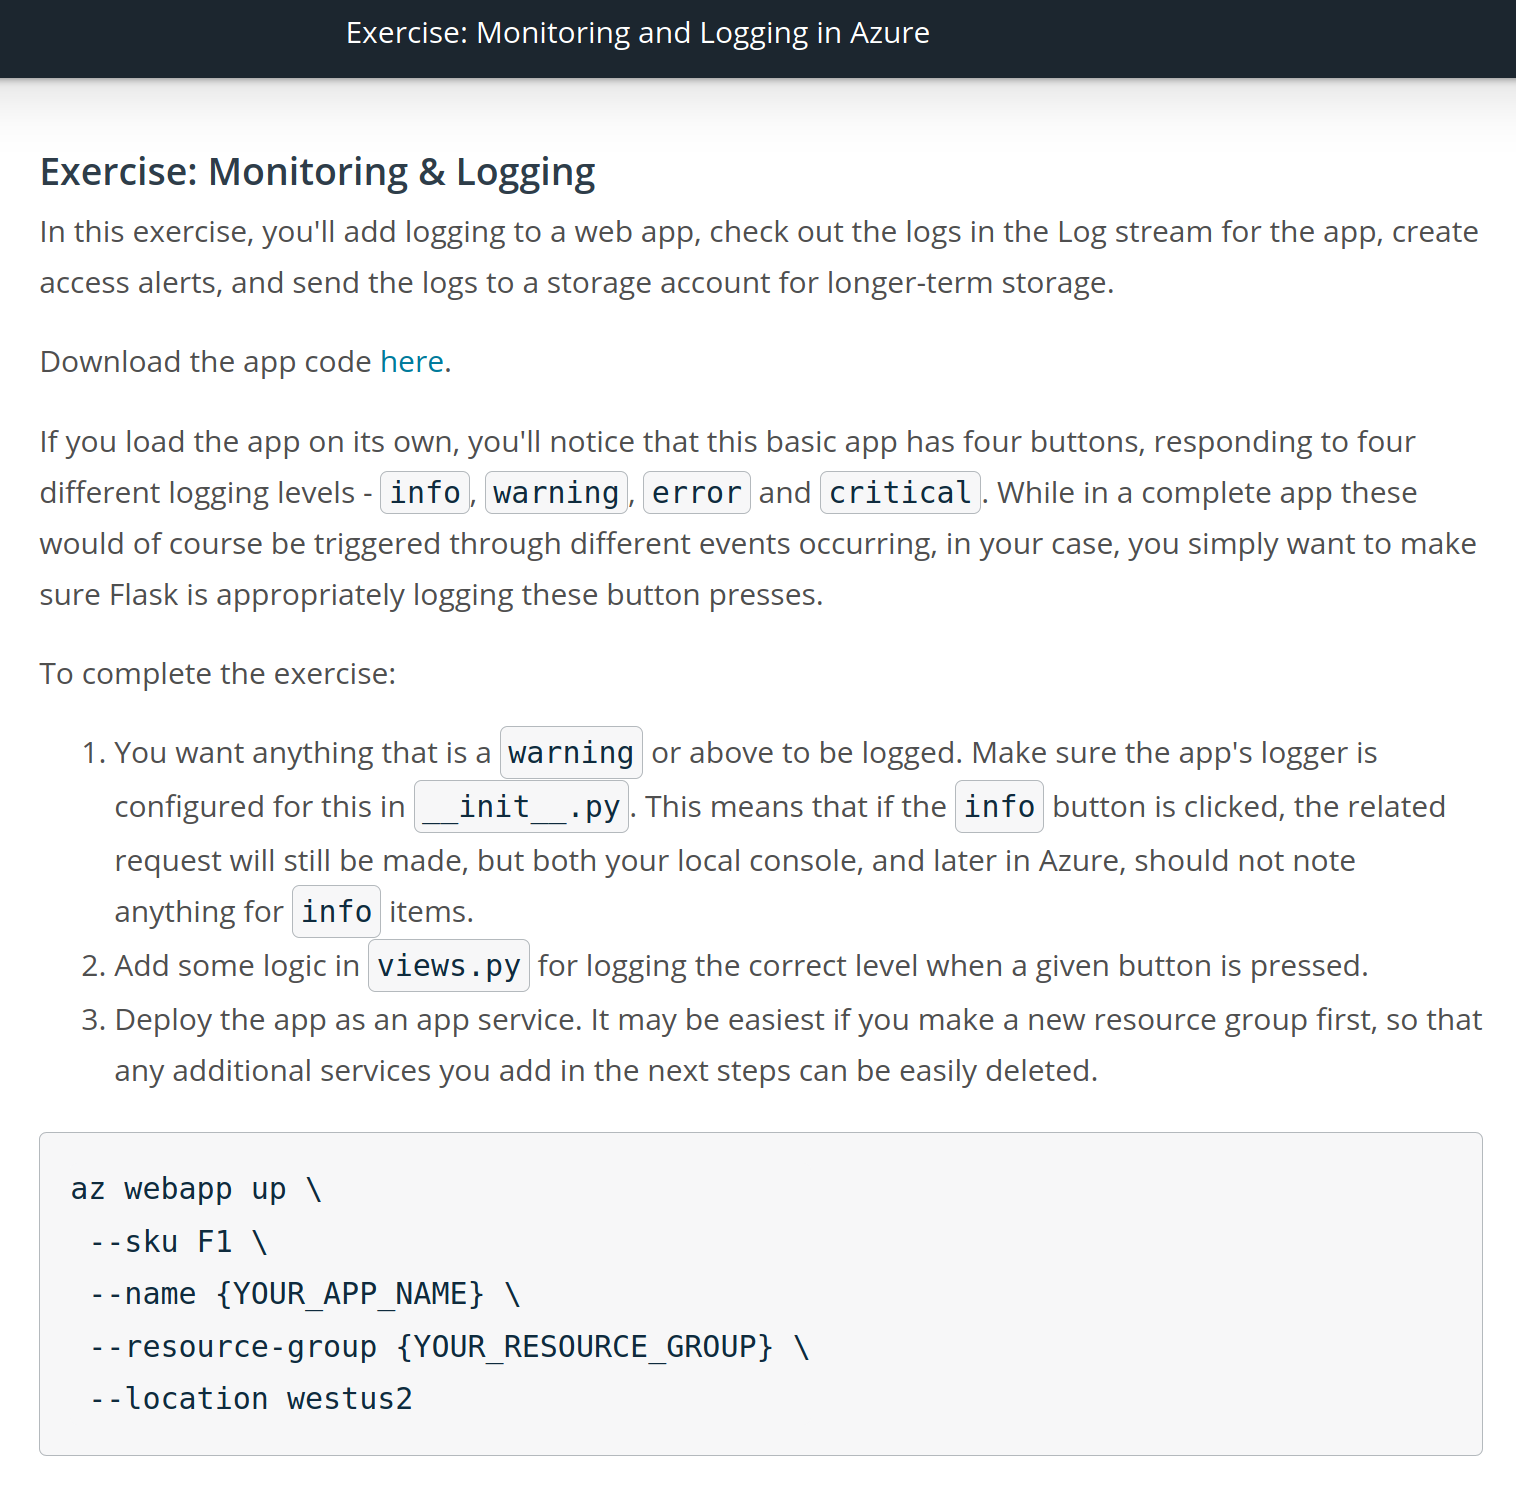 Exercise: Monitoring and Logging in Azure
Exercise: Monitoring & Logging
In this exercise, you'll add logging to a web app, check out the logs in the Log stream for the app, create
access alerts, and send the logs to a storage account for longer-term storage.
Download the app code here.
If you load the app on its own, you'll notice that this basic app has four buttons, responding to four
different logging levels - info, warning, error and critical. While in a complete app these
would of course be triggered through different events occurring, in your case, you simply want to make
sure Flask is appropriately logging these button presses.
To complete the exercise:
1. You want anything that is a warning or above to be logged. Make sure the app's logger is
configured for this in __init__.py. This means that if the info button is clicked, the related
request will still be made, but both your local console, and later in Azure, should not note
anything for info items.
2. Add some logic in views.py for logging the correct level when a given button is pressed.
3. Deploy the app as an app service. It may be easiest if you make a new resource group first, so that
any additional services you add in the next steps can be easily deleted.
az webapp up \
--sku F1 \
--name {YOUR_APP_NAME} \
--resource-group {YOUR_RESOURCE_GROUP} \
--location westus2